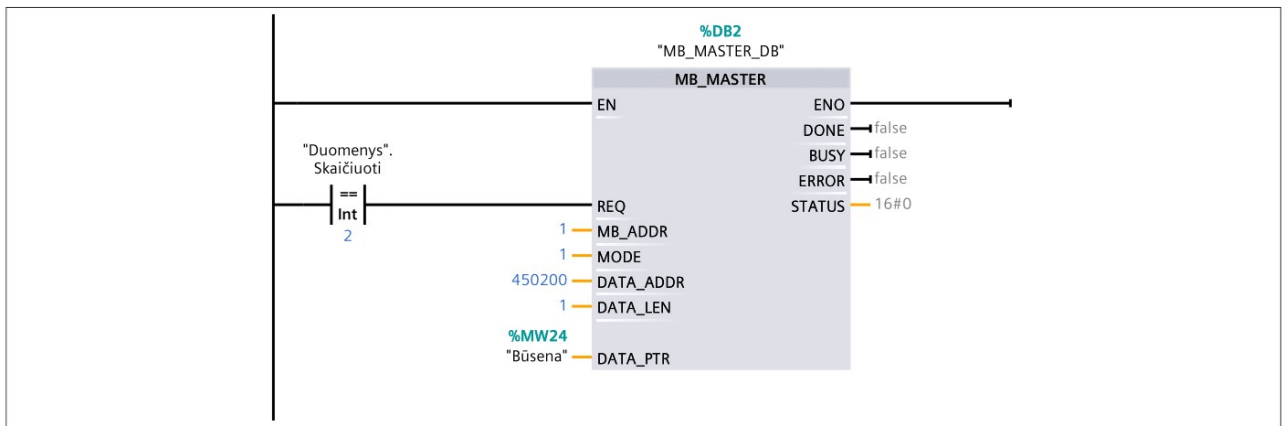 %DB2
"MB_MASTER_DB"
MB_MASTER
EN
ENO
DONE
false
"Duomenys".
Skaičiuoti
BUSY
false
==
Int
2
ERROR
false
REQ
STATUS
16#0
1
MB_ADDR
1
MODE
450200
DATA_ADDR
1
DATA_LEN
%MW24
"Būsena"
DATA_PTR